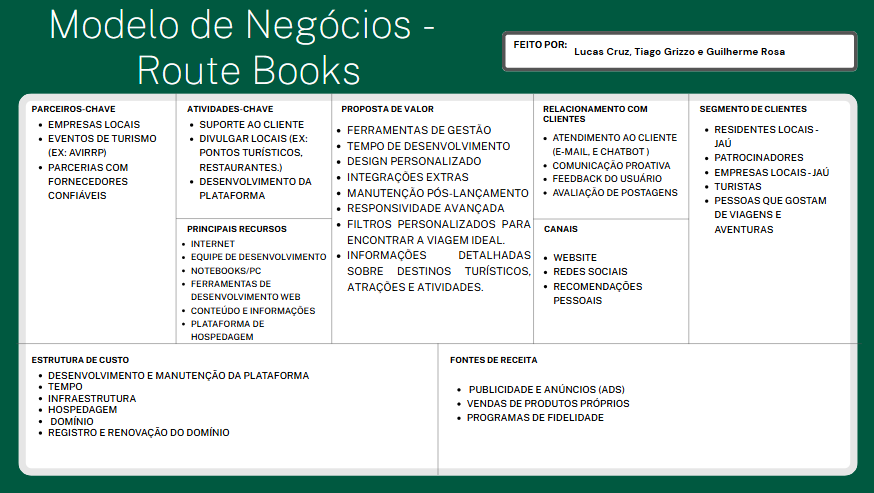 Modelo de Negócios -
Route Books
FEITO POR:
Lucas Cruz, Tiago Grizzo e Guilherme Rosa
PARCEIROS-CHAVE
• EMPRESAS LOCAIS
• EVENTOS DE TURISMO
(EX: AVIRRP)
• PARCERIAS COM
FORNECEDORES
CONFIÁVEIS
ATIVIDADES-CHAVE
• SUPORTE AO CLIENTE
• DIVULGAR LOCAIS (EX:
PONTOS TURÍSTICOS,
RESTAURANTES.)
• DESENVOLVIMENTO DA
PLATAFORMA
PRINCIPAIS RECURSOS
• INTERNET
• EQUIPE DE DESENVOLVIMENTO
• NOTEBOOKS/PC
• FERRAMENTAS DE
DESENVOLVIMENTO WEB
• CONTEÚDO E INFORMAÇÕES
• PLATAFORMA DE
HOSPEDAGEM
PROPOSTA DE VALOR
• FERRAMENTAS DE GESTÃO
• TEMPO DE DESENVOLVIMENTO
• DESIGN PERSONALIZADO
• INTEGRAÇÕES EXTRAS
• MANUTENÇÃO PÓS-LANÇAMENTO
• RESPONSIVIDADE AVANÇADA
• FILTROS PERSONALIZADOS PARA
ENCONTRAR A VIAGEM IDEAL.
• INFORMAÇÕES DETALHADAS
SOBRE DESTINOS TURÍSTICOS,
ATRAÇÕES E ATIVIDADES.
RELACIONAMENTO COM
CLIENTES
• ATENDIMENTO AO CLIENTE
(E-MAIL, E CHATBOT )
• COMUNICAÇÃO PROATIVA
• FEEDBACK DO USUÁRIO
• AVALIAÇÃO DE POSTAGENS
CANAIS
• WEBSITE
• REDES SOCIAIS
• RECOMENDAÇÕES
PESSOAIS
SEGMENTO DE CLIENTES
• RESIDENTES LOCAIS -
JAÚ
• PATROCINADORES
• EMPRESAS LOCAIS - JAÚ
• TURISTAS
• PESSOAS QUE GOSTAM
DE VIAGENS E
AVENTURAS
ESTRUTURA DE CUSTO
• DESENVOLVIMENTO E MANUTENÇÃO DA PLATAFORMA
• TEMPO
• INFRAESTRUTURA
• HOSPEDAGEM
• DOMÍNIO
• REGISTRO E RENOVAÇÃO DO DOMÍNIO
FONTES DE RECEITA
• PUBLICIDADE E ANÚNCIOS (ADS)
• VENDAS DE PRODUTOS PRÓPRIOS
• PROGRAMAS DE FIDELIDADE